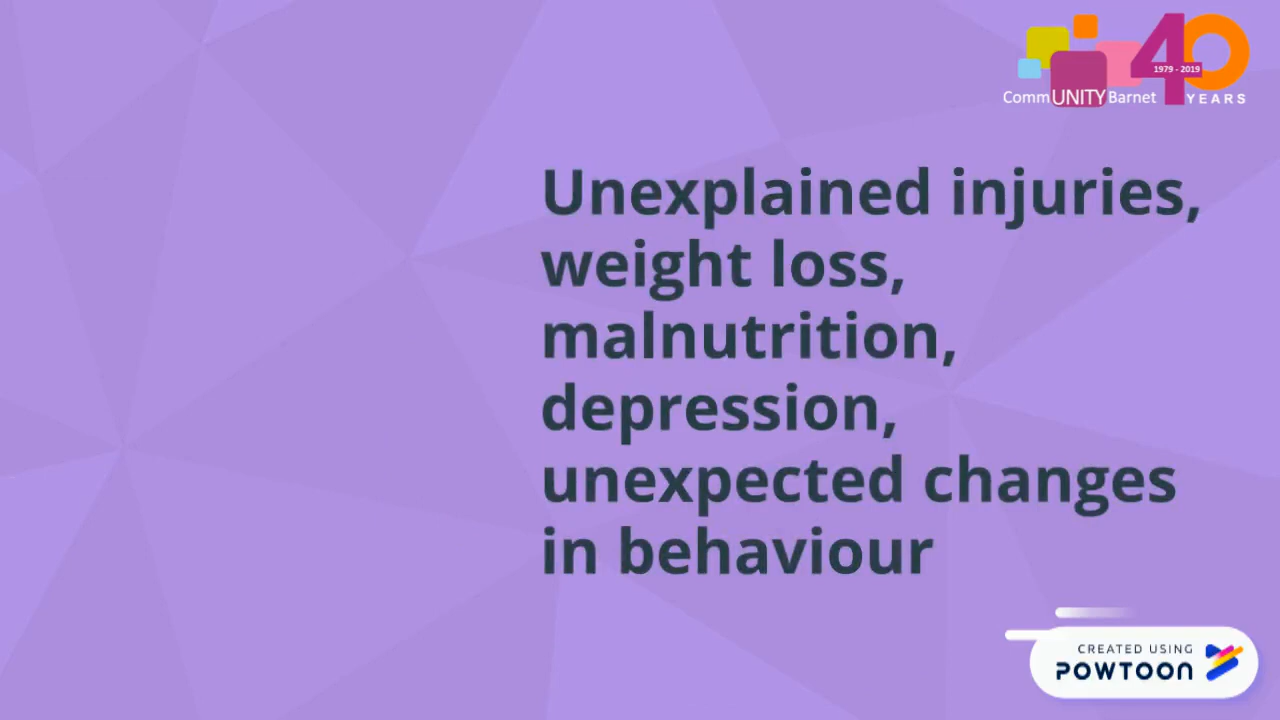 40
1979 - 2019
CommUNITY Barnet YEARS
Unexplained injuries,
weight loss,
malnutrition,
depression,
unexpected changes
in behaviour
CREATED USING
POWTOON